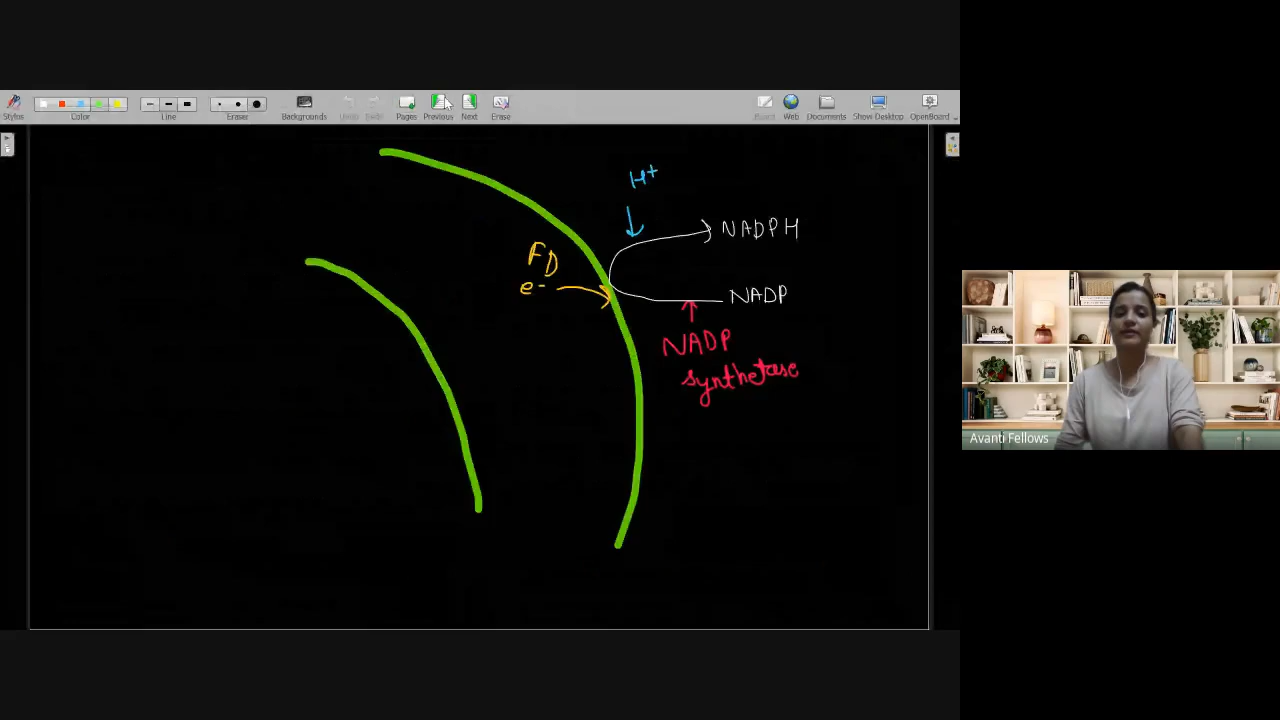 Stylus
Color
Line
Eraser
Backgrounds
Undo
Redo
Pages
Previous
Next
Erase
Board
Web
Documents
Show Desktop
OpenBoard
H+
NADPH
FD
e-
NADP
NADP
synthetase
Avanti Fellows